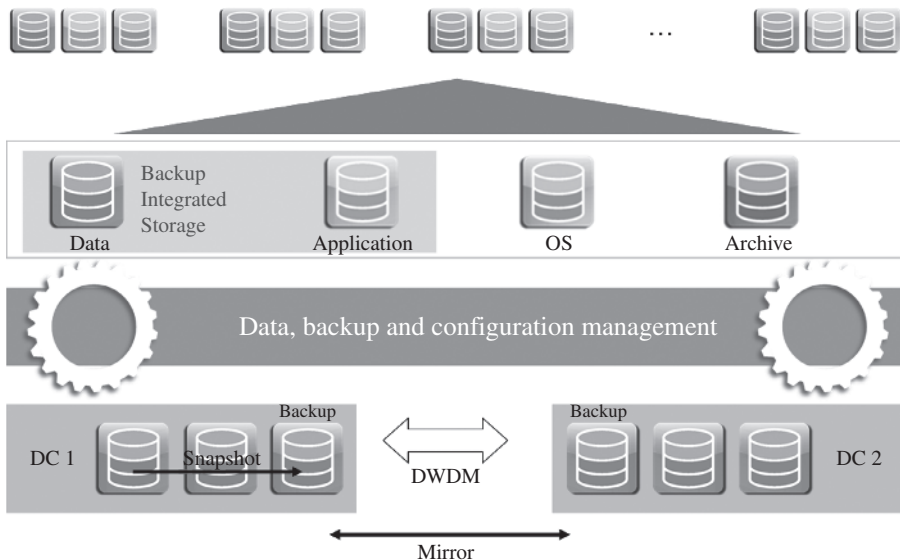 ...
Backup
Integrated
Storage
Data
Application
OS
Archive
Data, backup and configuration management
Backup
Backup
DC 1
Snapshot
DWDM
DC 2
Mirror